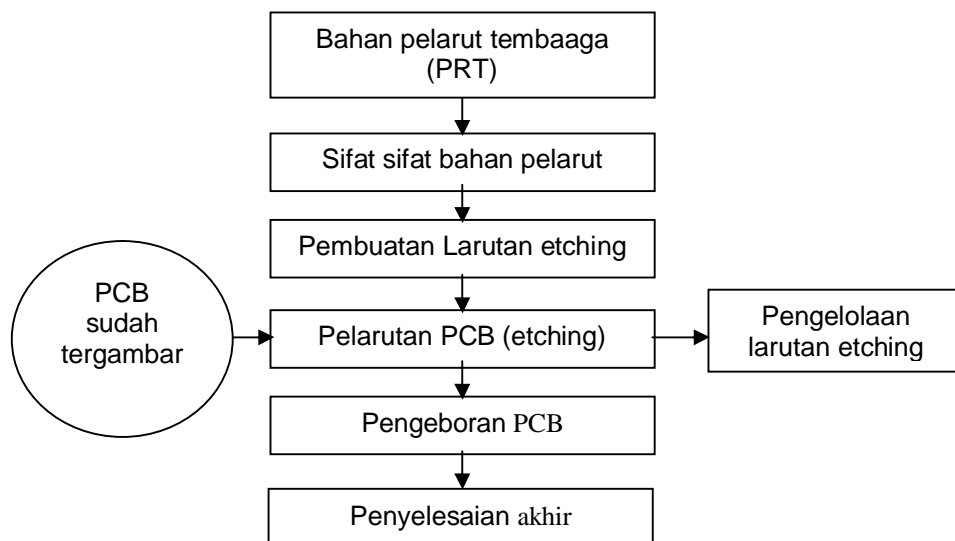 Bahan pelarut tembaaga
(PRT)
Sifat sifat bahan pelarut
Pembuatan Larutan etching
PCB
sudah
tergambar
Pelarutan PCB (etching)
Pengelolaan
larutan etching
Pengeboran PCB
Penyelesaian akhir